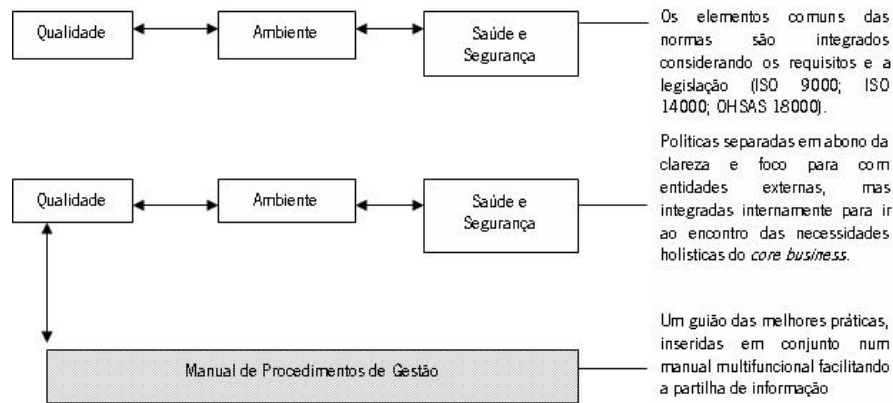 Qualidade
Ambiente
Saúde e
Segurança
Os elementos comuns das
normas são integrados
considerando os requisitos e a
legislação (ISO 9000; ISO
14000; OHSAS 18000).
Qualidade
Ambiente
Saúde e
Segurança
Políticas separadas em abono da
clareza e foco para com
entidades externas, mas
integradas internamente para ir
ao encontro das necessidades
holísticas do core business.
Manual de Procedimentos de Gestão
Um guião das melhores práticas,
inseridas em conjunto num
manual multifuncional facilitando
a partilha de informação